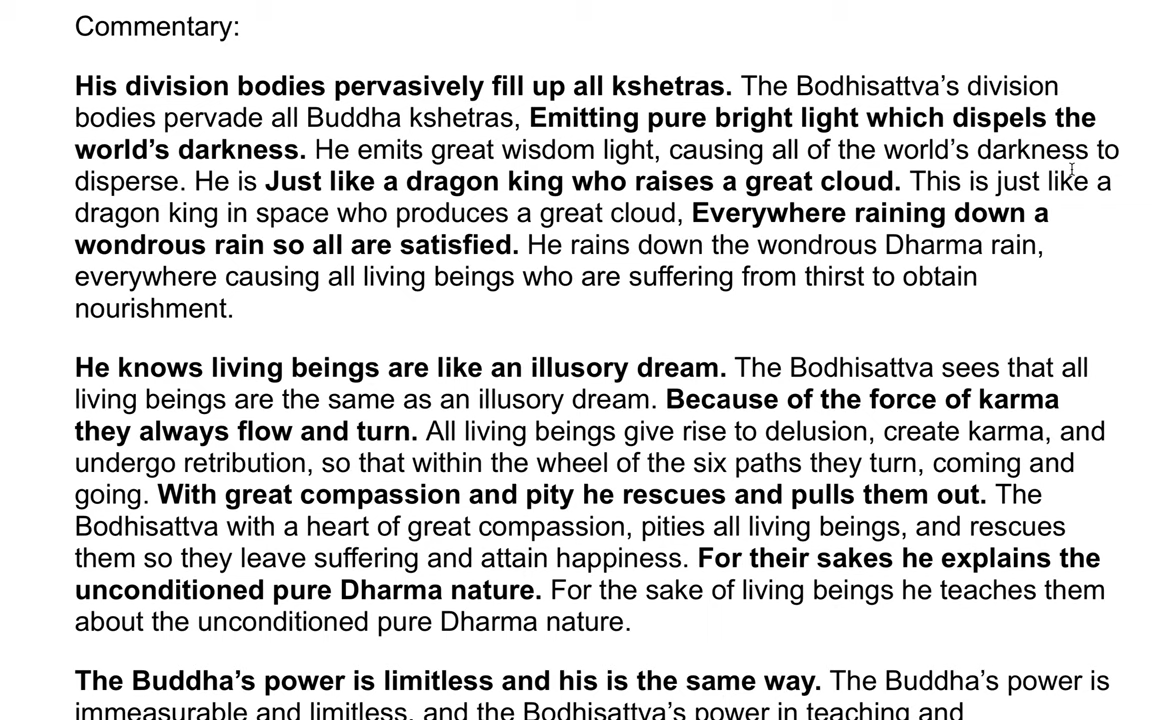 Commentary:
His division bodies pervasively fill up all kshetras. The Bodhisattva’s division
bodies pervade all Buddha kshetras, Emitting pure bright light which dispels the
world’s darkness. He emits great wisdom light, causing all of the world’s darkness to
disperse. He is Just like a dragon king who raises a great cloud. This is just like a
dragon king in space who produces a great cloud, Everywhere raining down a
wondrous rain so all are satisfied. He rains down the wondrous Dharma rain,
everywhere causing all living beings who are suffering from thirst to obtain
nourishment.
He knows living beings are like an illusory dream. The Bodhisattva sees that all
living beings are the same as an illusory dream. Because of the force of karma
they always flow and turn. All living beings give rise to delusion, create karma, and
undergo retribution, so that within the wheel of the six paths they turn, coming and
going. With great compassion and pity he rescues and pulls them out. The
Bodhisattva with a heart of great compassion, pities all living beings, and rescues
them so they leave suffering and attain happiness. For their sakes he explains the
unconditioned pure Dharma nature. For the sake of living beings he teaches them
about the unconditioned pure Dharma nature.
The Buddha’s power is limitless and his is the same way. The Buddha’s power is
immeasurable and limitless, and the Bodhisattva’s power in teaching and